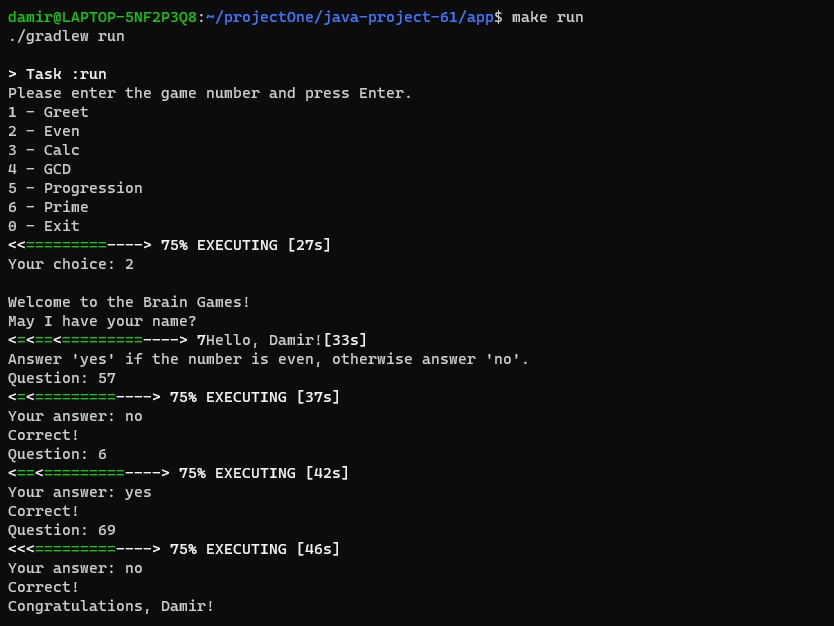 damir@LAPTOP-5NF2P3Q8:~/projectOne/java-project-61/app$ make run
./gradlew run
> Task :run
Please enter the game number and press Enter.
1 - Greet
2 - Even
3 - Calc
4 - GCD
5 - Progression
6 - Prime
0 - Exit
<<=========----> 75% EXECUTING [27s]
Your choice: 2
Welcome to the Brain Games!
May I have your name?
<=<==<=========----> 7Hello, Damir![33s]
Answer 'yes' if the number is even, otherwise answer 'no'.
Question: 57
<=<=========----> 75% EXECUTING [37s]
Your answer: no
Correct!
Question: 6
<==<=========----> 75% EXECUTING [42s]
Your answer: yes
Correct!
Question: 69
<<<=========----> 75% EXECUTING [46s]
Your answer: no
Correct!
Congratulations, Damir!